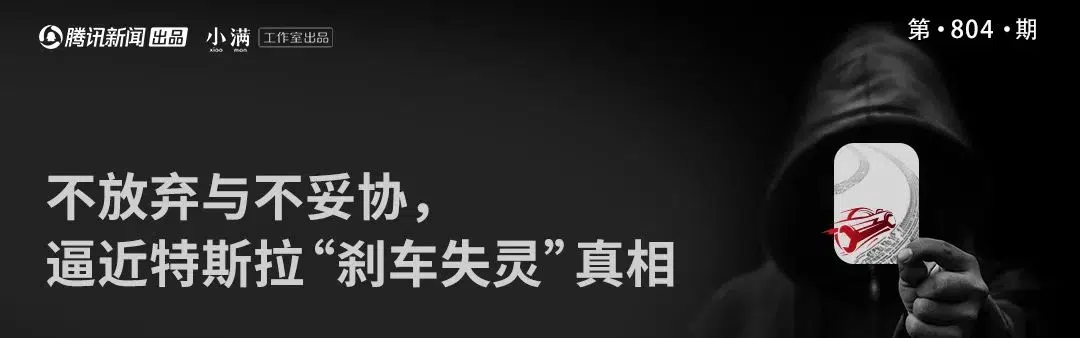 腾讯新闻 出品 小满 工作室出品
xiao man
第·804·期
不放弃与不妥协，
逼近特斯拉“刹车失灵”真相